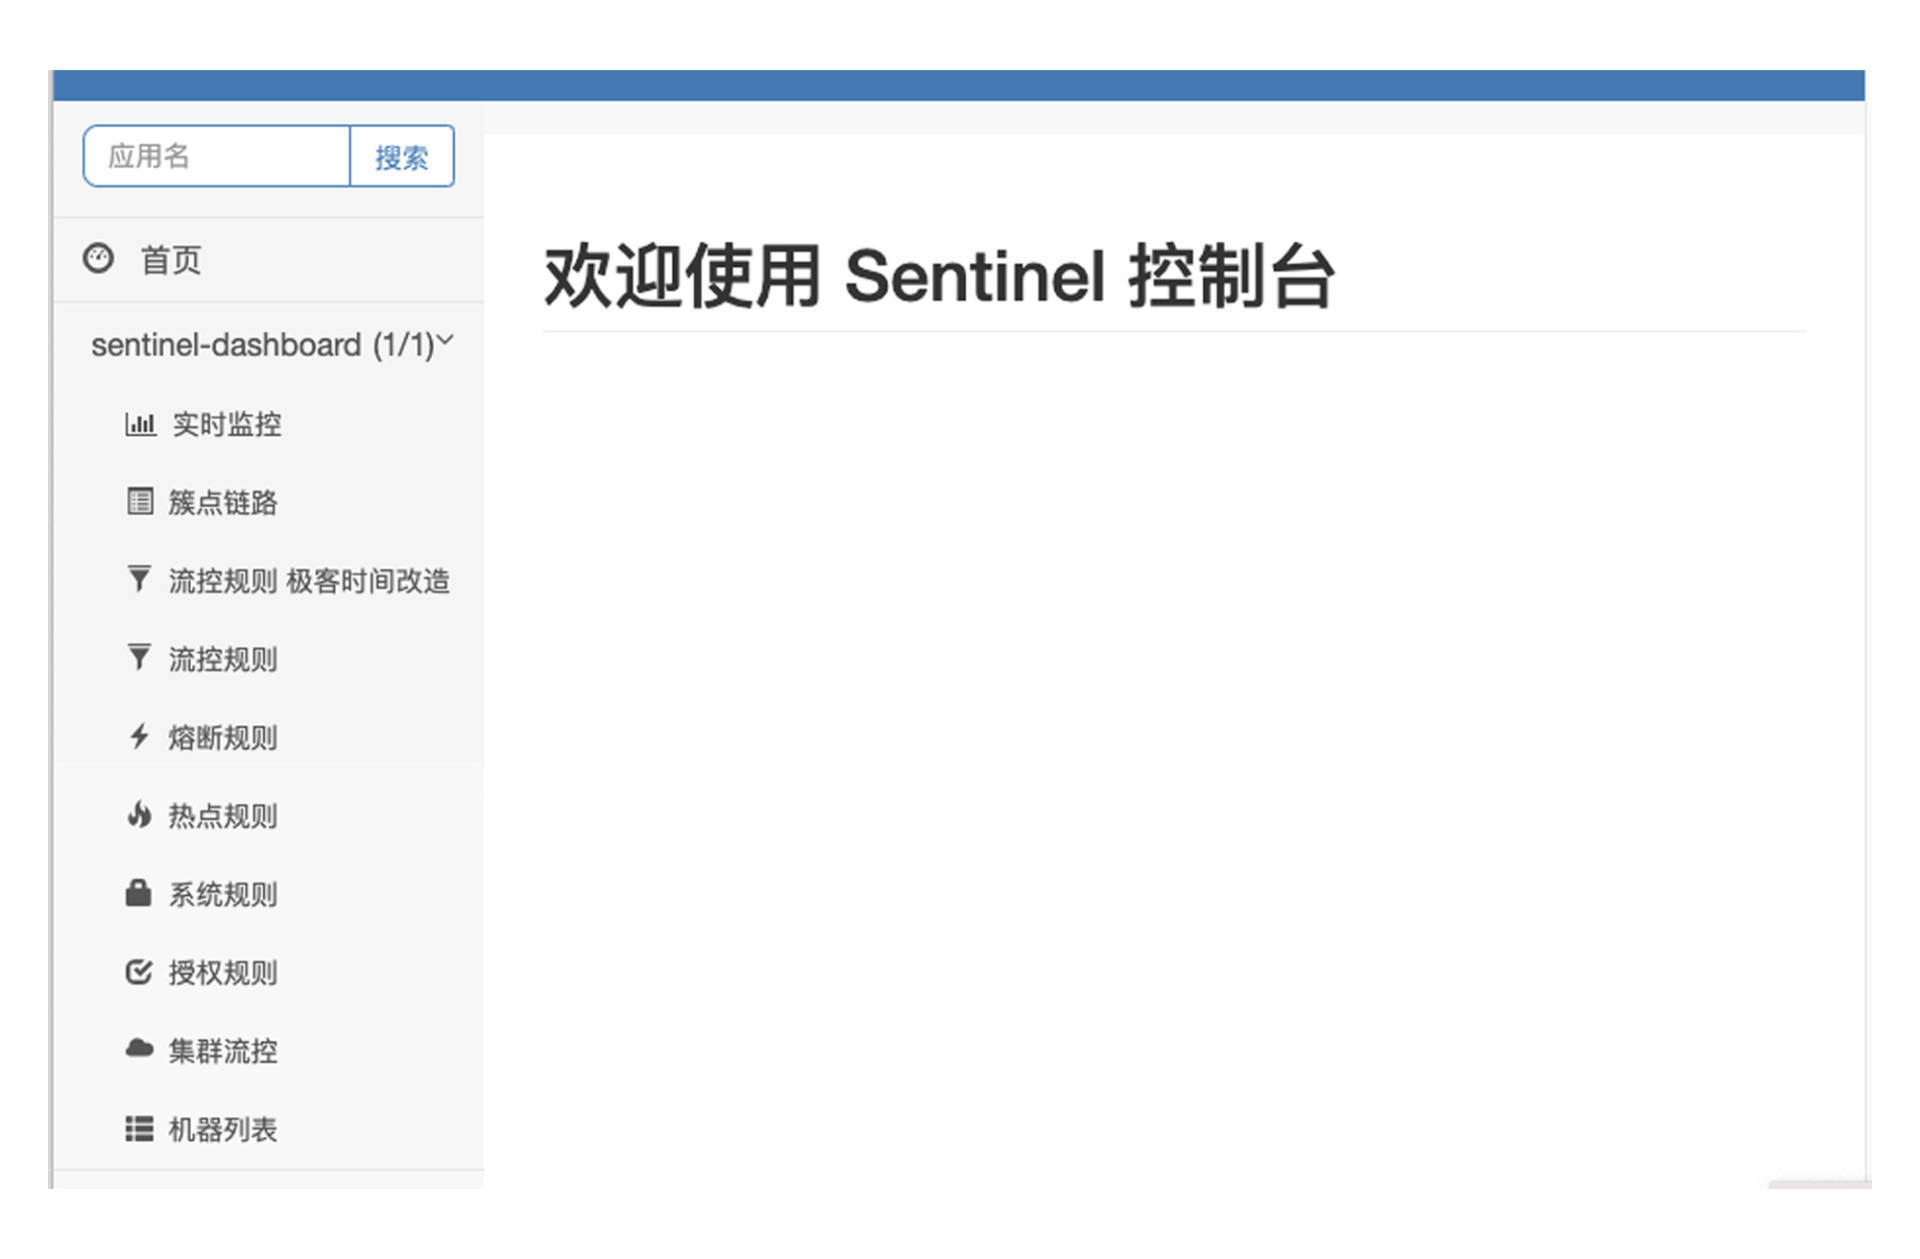 应用名 搜索
首页
欢迎使用 Sentinel 控制台
sentinel-dashboard (1/1)
实时监控
簇点链路
流控规则 极客时间改造
流控规则
熔断规则
热点规则
系统规则
授权规则
集群流控
机器列表